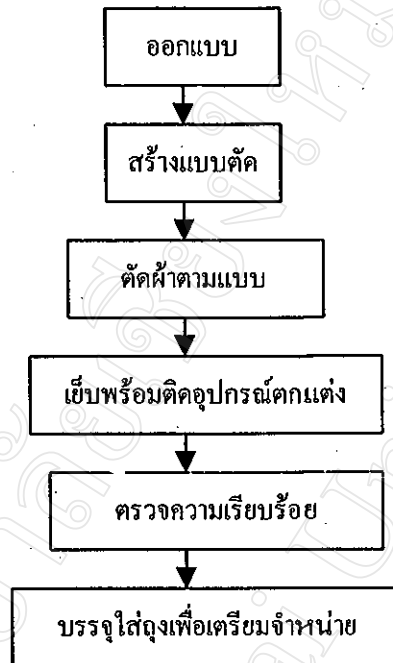 ออกแบบ
สร้างแบบตัด
ตัดผ้าตามแบบ
เย็บพร้อมติดอุปกรณ์ตกแต่ง
ตรวจความเรียบร้อย
บรรจุใส่ถุงเพื่อเตรียมจำหน่าย